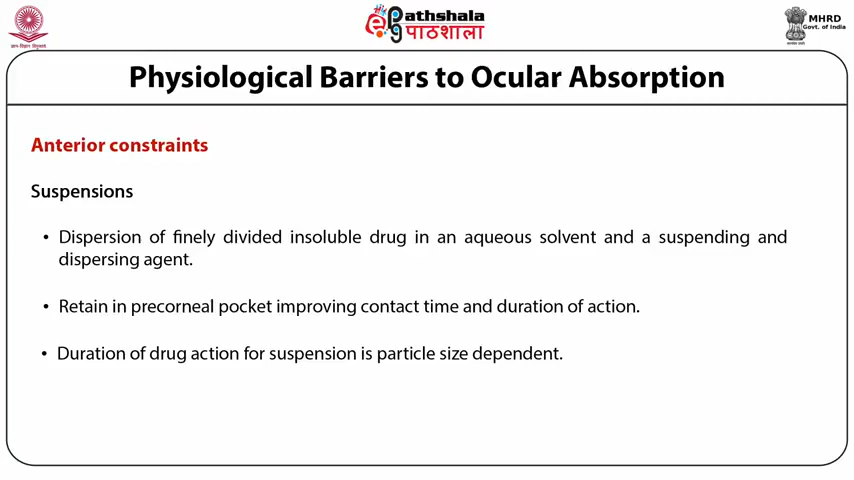 ePathshala
पाठशाला
MHRD
Govt. of India
Physiological Barriers to Ocular Absorption
Anterior constraints
Suspensions
• Dispersion of finely divided insoluble drug in an aqueous solvent and a suspending and
dispersing agent.
• Retain in precorneal pocket improving contact time and duration of action.
• Duration of drug action for suspension is particle size dependent.